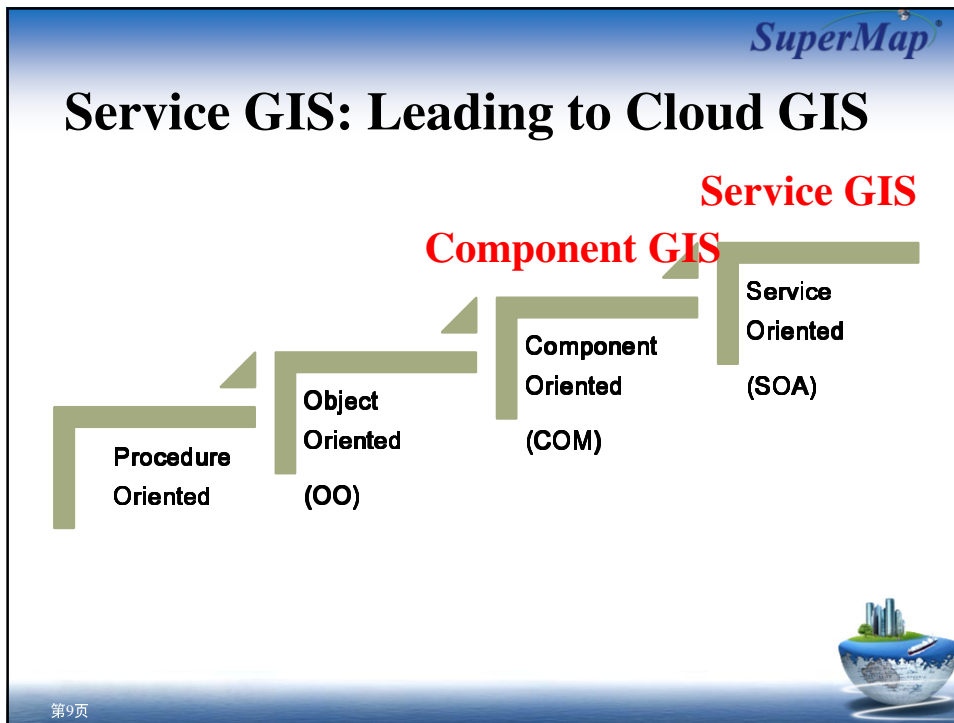 SuperMap
Service GIS: Leading to Cloud GIS
Service GIS
Component GIS
Procedure
Oriented
Object
Oriented
(OO)
Component
Oriented
(COM)
Service
Oriented
(SOA)
第9页